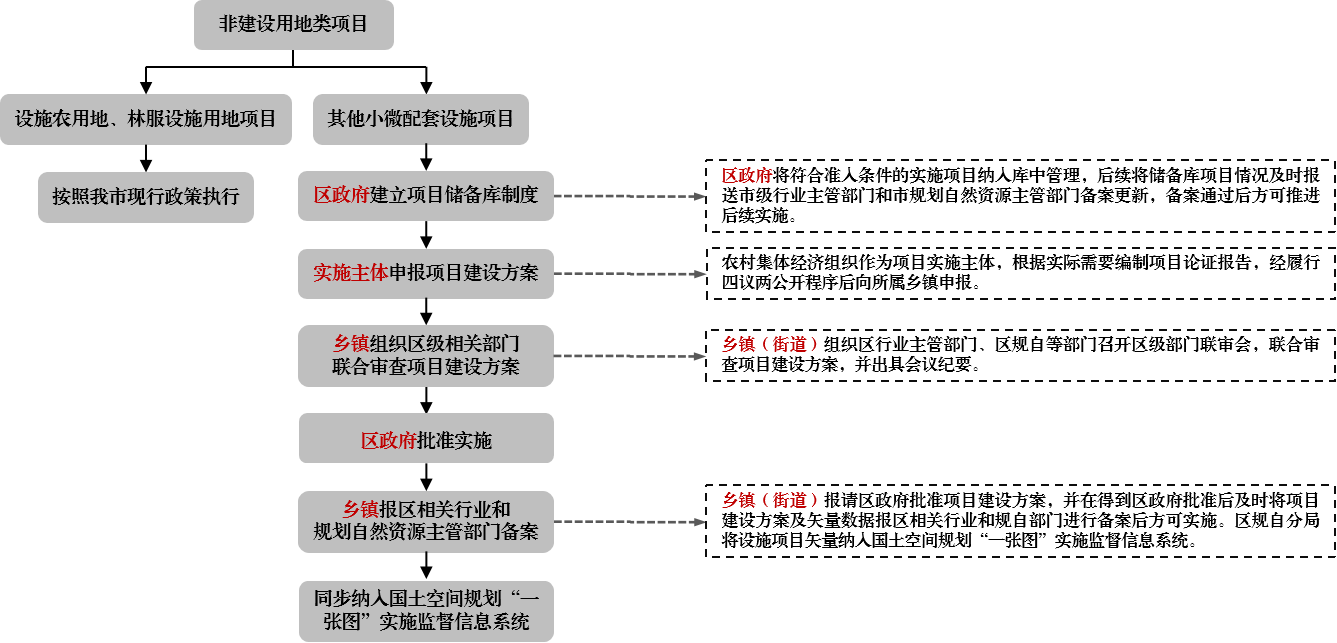 非建设用地类项目
设施农用地、林服设施用地项目
其他小微配套设施项目
按照我市现行政策执行
区政府建立项目储备库制度
区政府将符合准入条件的实施项目纳入库中管理，后续将储备库项目情况及时报
送市级行业主管部门和市规划自然资源主管部门备案更新，备案通过后方可推进
后续实施。
实施主体申报项目建设方案
农村集体经济组织作为项目实施主体，根据实际需要编制项目论证报告，经履行
四议两公开程序后向所属乡镇申报。
乡镇组织区级相关部门
联合审查项目建设方案
乡镇（街道）组织区行业主管部门、区规自等部门召开区级部门联审会，联合审
查项目建设方案，并出具会议纪要。
区政府批准实施
乡镇报区相关行业和
规划自然资源主管部门备案
乡镇（街道）报请区政府批准项目建设方案，并在得到区政府批准后及时将项目
建设方案及矢量数据报区相关行业和规自部门进行备案后方可实施。区规自分局
将设施项目矢量纳入国土空间规划“一张图”实施监督信息系统。
同步纳入国土空间规划“一
张图”实施监督信息系统